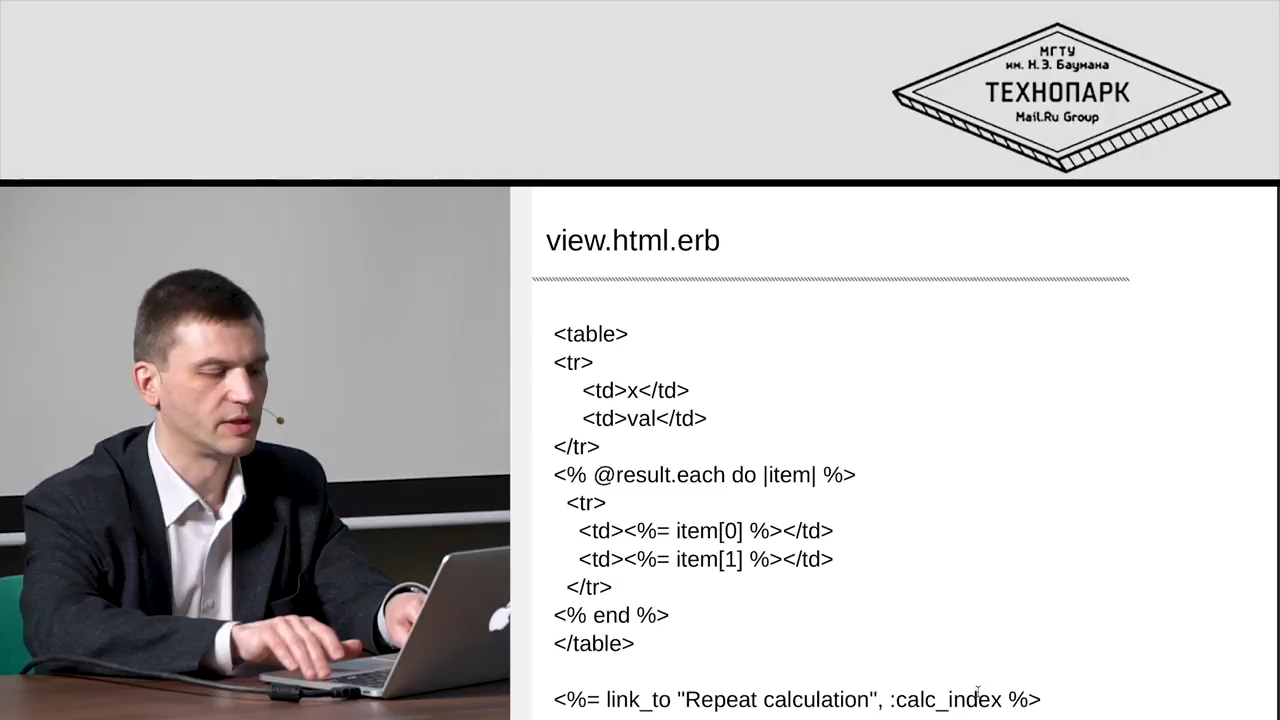 МГТУ
им. Н.Э. Баумана
ТЕХНОПАРК
Mail.Ru Group
view.html.erb
<table>
<tr>
<td>x</td>
<td>val</td>
</tr>
<% @result.each do |item| %>
<tr>
<td><%= item[0] %></td>
<td><%= item[1] %></td>
</tr>
<% end %>
</table>
<%= link_to "Repeat calculation", :calc_index %>